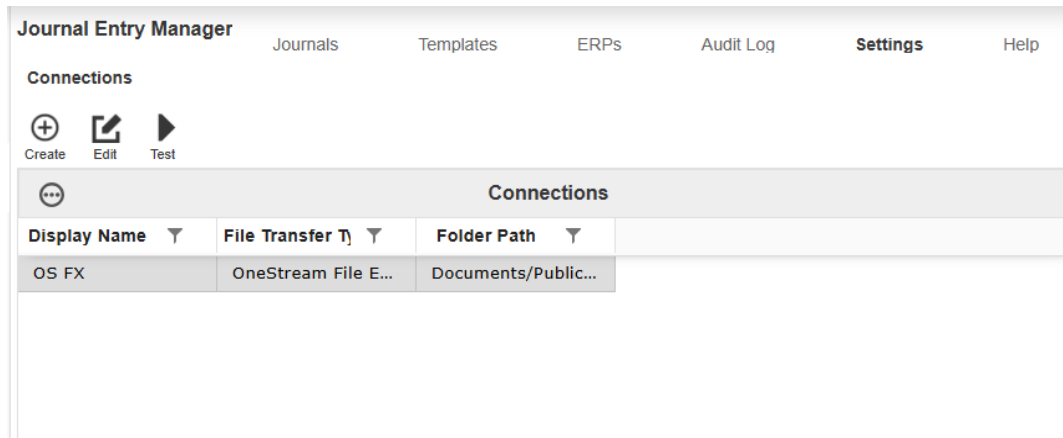 Journal Entry Manager
Journals Templates ERPs Audit Log Settings Help
Connections
Create Edit Test
Connections
Display Name File Transfer Ty Folder Path
OS FX OneStream File E... Documents/Public...